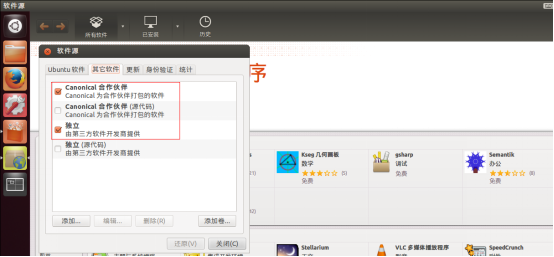 软件源
所有软件
已安装
历史
软件源
Ubuntu 软件 其它软件 更新 身份验证 统计
Canonical 合作伙伴
Canonical 为合作伙伴打包的软件
Canonical 合作伙伴 (源代码)
Canonical 为合作伙伴打包的软件
独立
由第三方软件开发商提供
独立 (源代码)
由第三方软件开发商提供
添加... 编辑... 删除(R) 添加卷...
还原(V) 关闭(C)
序
Kseg 几何画板
数字
(5)
免费
gsharp
调试
免费
Semantik
办公
(8)
免费
Stellarium
VLC 多媒体播放程序
SpeedCrunch